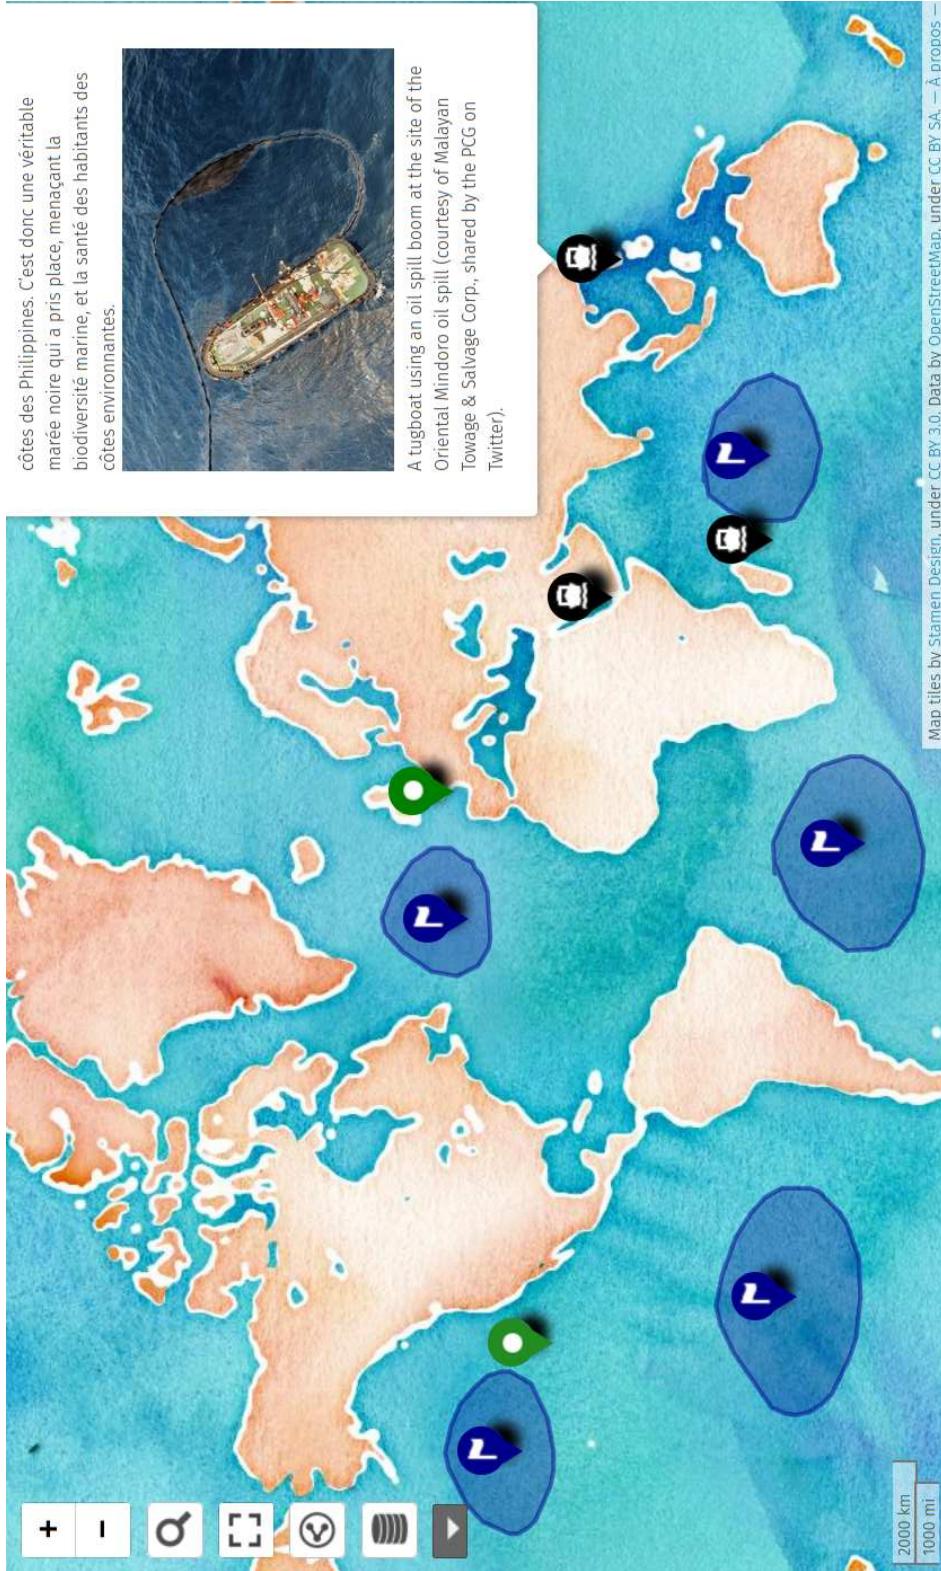 côtes des Philippines. C'est donc une véritable
marée noire qui a pris place, menaçant la
biodiversité marine, et la santé des habitants des
côtes environnantes.
A tugboat using an oil spill boom at the site of the
Oriental Mindoro oil spill (courtesy of Malayan
Towage & Salvage Corp., shared by the PCG on
Twitter).
+
−
2000 km
1000 mi
Map tiles by Stamen Design, under CC BY 3.0. Data by OpenStreetMap, under CC BY SA. — À propos —